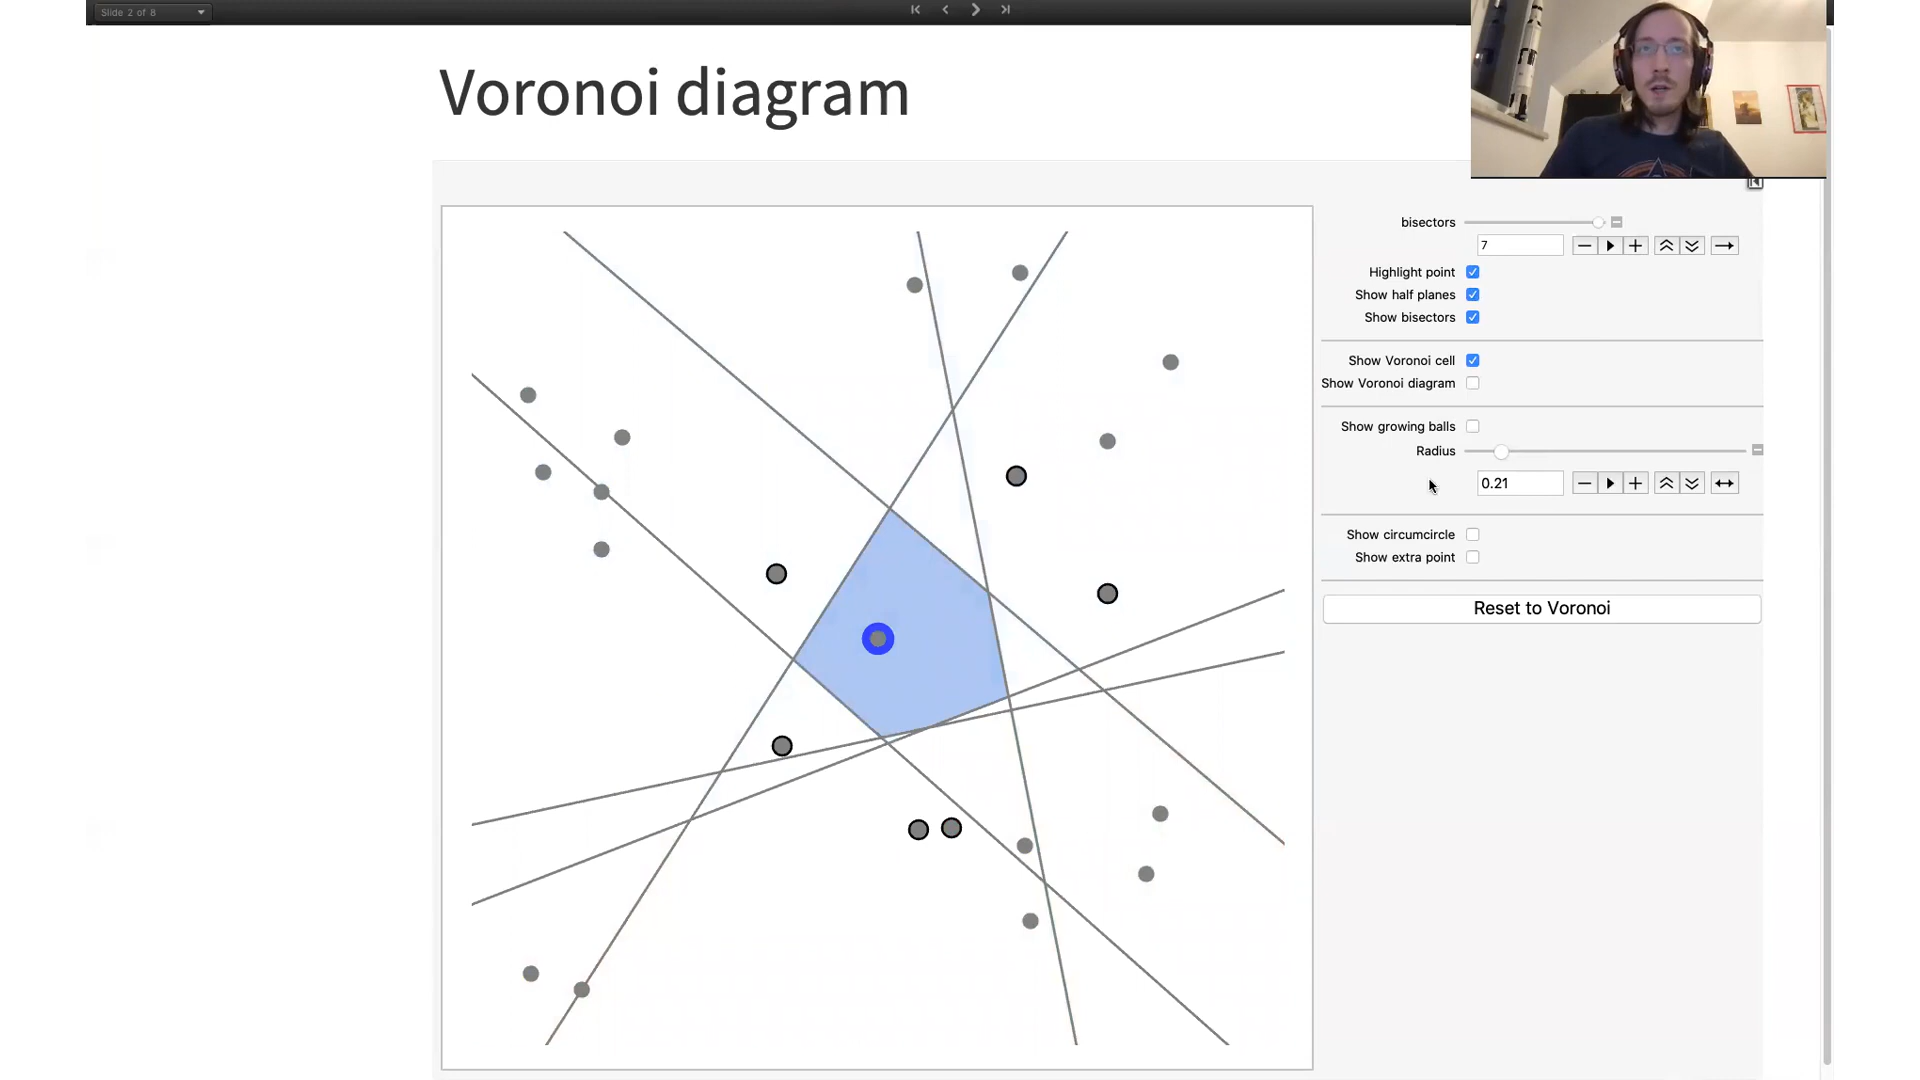 Slide 2 of 8
Voronoi diagram
bisectors
7
Highlight point
Show half planes
Show bisectors
Show Voronoi cell
Show Voronoi diagram
Show growing balls
Radius
0.21
Show circumcircle
Show extra point
Reset to Voronoi